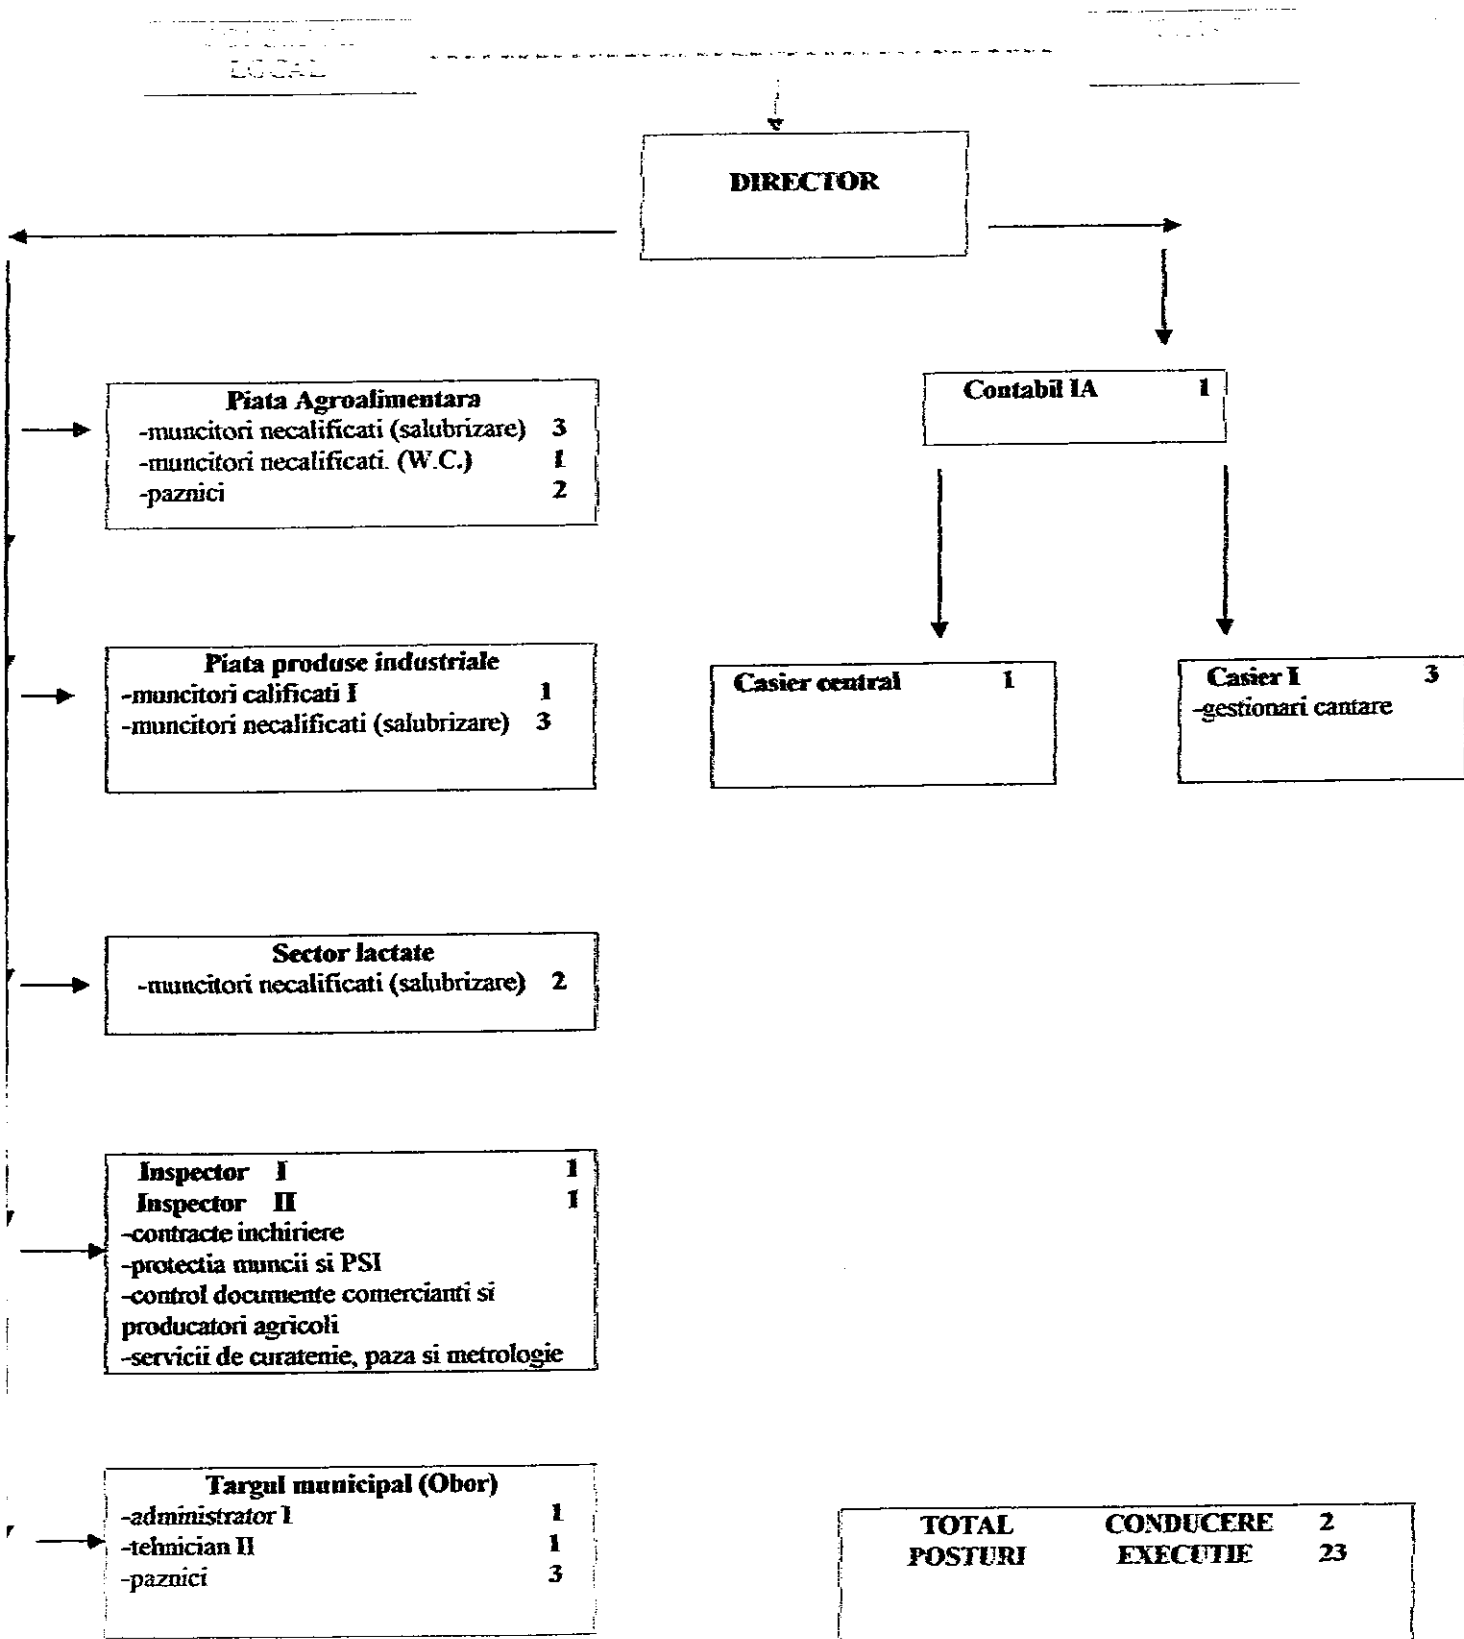 LOCAL
DIRECTOR
Piata Agroalimentara
-muncitori necalificati (salubrizare) 3
-muncitori necalificati. (W.C.) 1
-paznici 2
Contabil IA 1
Piata produse industriale
-muncitori calificati I 1
-muncitori necalificati (salubrizare) 3
Casier central 1
Casier I 3
-gestionari cantare
Sector lactate
-muncitori necalificati (salubrizare) 2
Inspector I 1
Inspector II 1
-contracte inchiriere
-protectia muncii si PSI
-control documente comercianti si
producatori agricoli
-servicii de curatenie, paza si metrologie
Targul municipal (Obor)
-administrator I 1
-tehnician II 1
-paznici 3
TOTAL CONDUCERE 2
POSTURI EXECUTIE 23